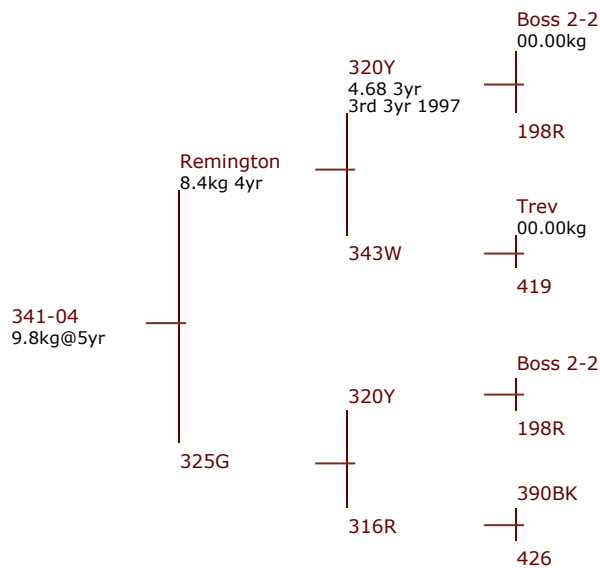 Boss 2-2
00.00kg
320Y
4.68 3yr
3rd 3yr 1997
198R
Remington
8.4kg 4yr
Trev
00.00kg
343W
419
341-04
9.8kg@5yr
Boss 2-2
320Y
198R
325G
390BK
316R
426